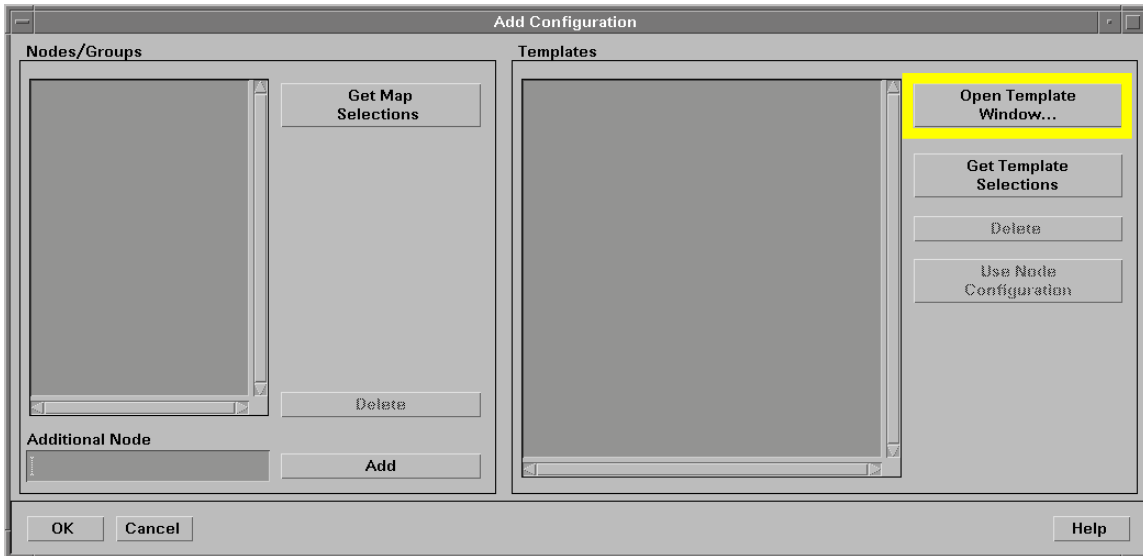 Add Configuration
Nodes/Groups
Get Map
Selections
Delete
Additional Node
Add
Templates
Open Template
Window...
Get Template
Selections
Delete
Use Node
Configuration
OK
Cancel
Help